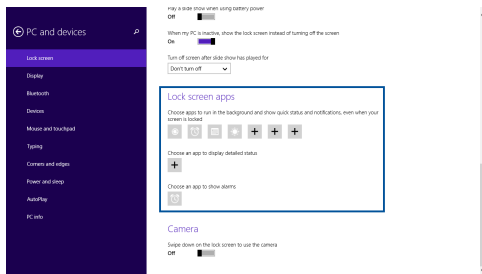 PC and devices
Lock screen
Display
Bluetooth
Devices
Mouse and touchpad
Typing
Corners and edges
Power and sleep
AutoPlay
PC info
Play a slide show when using battery power
Off
When my PC is inactive, show the lock screen instead of turning off the screen
On
Turn off screen after slide show has played for
Don't turn off
Lock screen apps
Choose apps to run in the background and show quick status and notifications, even when your
screen is locked
Choose an app to display detailed status
Choose an app to show alarms
Camera
Swipe down on the lock screen to use the camera
Off